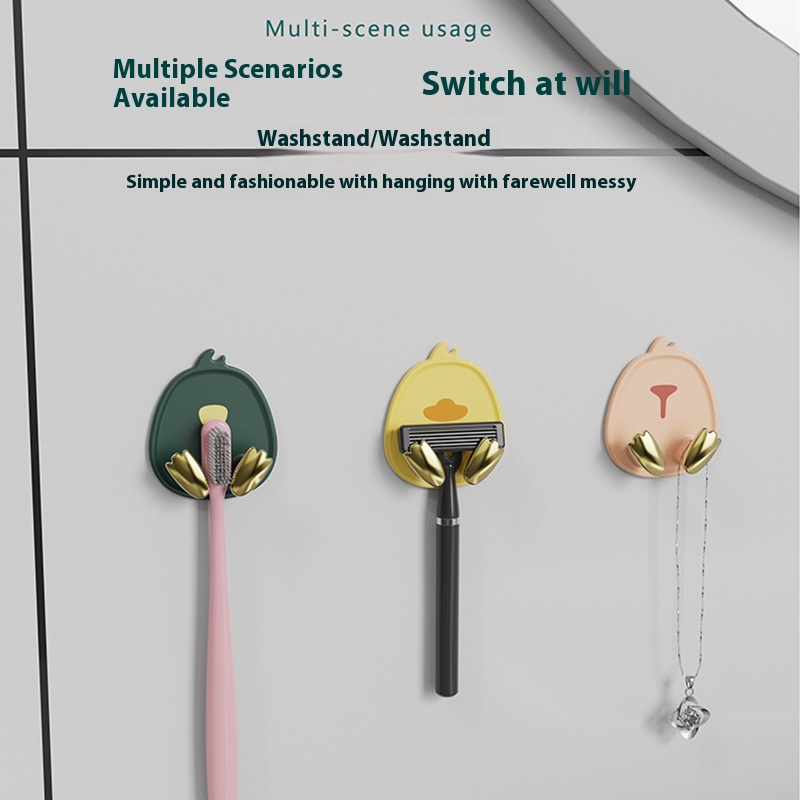 Multi-scene usage
Multiple Scenarios
Available
Switch at will
Washstand/Washstand
Simple and fashionable with hanging with farewell messy